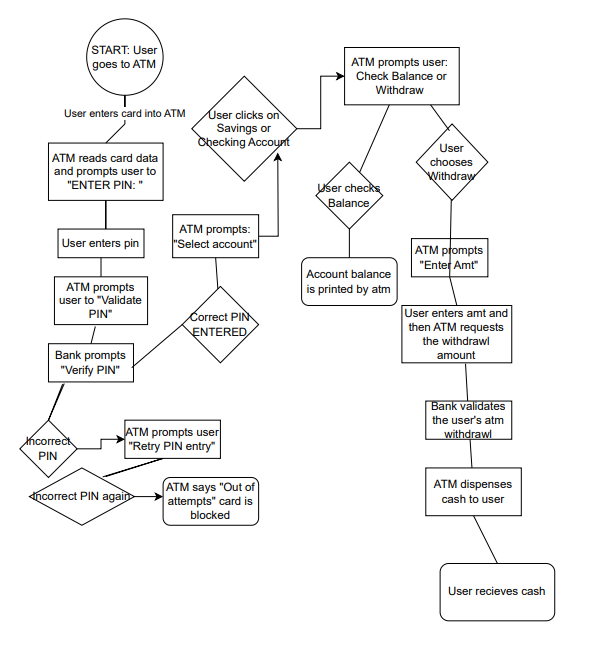 START: User
goes to ATM
User enters card into ATM
ATM reads card data
and prompts user to
"ENTER PIN: "
User enters pin
ATM prompts
user to "Validate
PIN"
Bank prompts
"Verify PIN"
Incorrect
PIN
ATM prompts user
"Retry PIN entry"
Incorrect PIN again
ATM says "Out of
attempts" card is
blocked
Correct PIN
ENTERED
ATM prompts:
"Select account"
User clicks on
Savings or
Checking Account
ATM prompts user:
Check Balance or
Withdraw
User checks
Balance
Account balance
is printed by atm
User
chooses
Withdraw
ATM prompts
"Enter Amt"
User enters amt and
then ATM requests
the withdrawl
amount
Bank validates
the user's atm
withdrawl
ATM dispenses
cash to user
User recieves cash